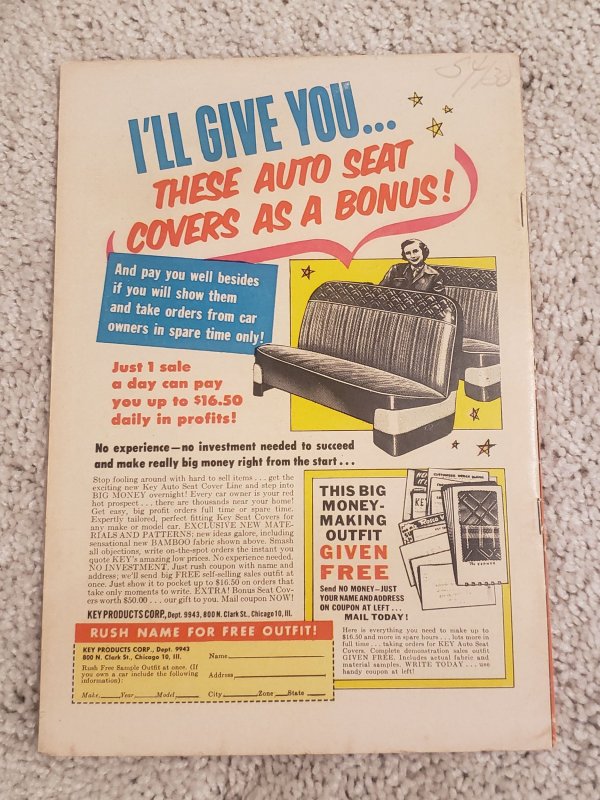 I'LL GIVE YOU...
THESE AUTO SEAT
COVERS AS A BONUS!
And pay you well besides
if you will show them
and take orders from car
owners in spare time only!
Just 1 sale
a day can pay
you up to $16.50
daily in profits!
No experience—no investment needed to succeed
and make really big money right from the start...
Stop fooling around with hard to sell items... get the
exciting new Key Auto Seat Cover Line and step into
BIG MONEY overnight! Every car owner is your red
hot prospect... there are thousands near your home!
Get easy, big profit orders full time or spare time.
Expertly tailored, perfect fitting Key Seat Covers for
any make or model car. EXCLUSIVE NEW MATE-
RIALS AND PATTERNS; new ideas galore, including
sensational new BAMBOO fabric shown above. Smash
all objections, write on-the-spot orders the instant you
quote KEY's amazing low prices. No experience needed.
NO INVESTMENT. Just rush coupon with name and
address; we'll send big FREE self-selling sales outfit at
once. Just show it to pocket up to $16.50 on orders that
take only moments to write. EXTRA! Bonus Seat Cov-
ers worth $50.00... our gift to you. Mail coupon NOW!
KEY PRODUCTS CORP., Dept. 9943, 800 N. Clark St., Chicago 10, Ill.
RUSH NAME FOR FREE OUTFIT!
KEY PRODUCTS CORP., Dept. 9943
800 N. Clark St., Chicago 10, Ill.
Rush Free Sample Outfit at once. (If
you own a car include the following
information):
Make: Year Model
Name
Address
City Zone State
THIS BIG
MONEY-
MAKING
OUTFIT
GIVEN
FREE
Send NO MONEY—JUST
YOUR NAME AND ADDRESS
ON COUPON AT LEFT...
MAIL TODAY!
Here is everything you need to make up to
$16.50 and more in spare hours... lots more in
full time... taking orders for KEY Auto Seat
Covers. Complete demonstration sales outfit
GIVEN FREE. Includes actual fabric and
material samples. WRITE TODAY... use
handy coupon at left!